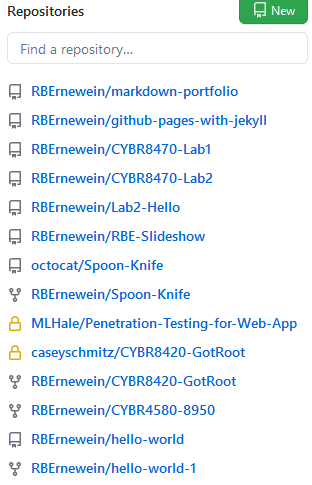 Repositories
New
Find a repository...
RBErnewein/markdown-portfolio
RBErnewein/github-pages-with-jekyll
RBErnewein/CYBR8470-Lab1
RBErnewein/CYBR8470-Lab2
RBErnewein/Lab2-Hello
RBErnewein/RBE-Slideshow
octocat/Spoon-Knife
RBErnewein/Spoon-Knife
MLHale/Penetration-Testing-for-Web-App
caseyschmitz/CYBR8420-GotRoot
RBErnewein/CYBR8420-GotRoot
RBErnewein/CYBR4580-8950
RBErnewein/hello-world
RBErnewein/hello-world-1